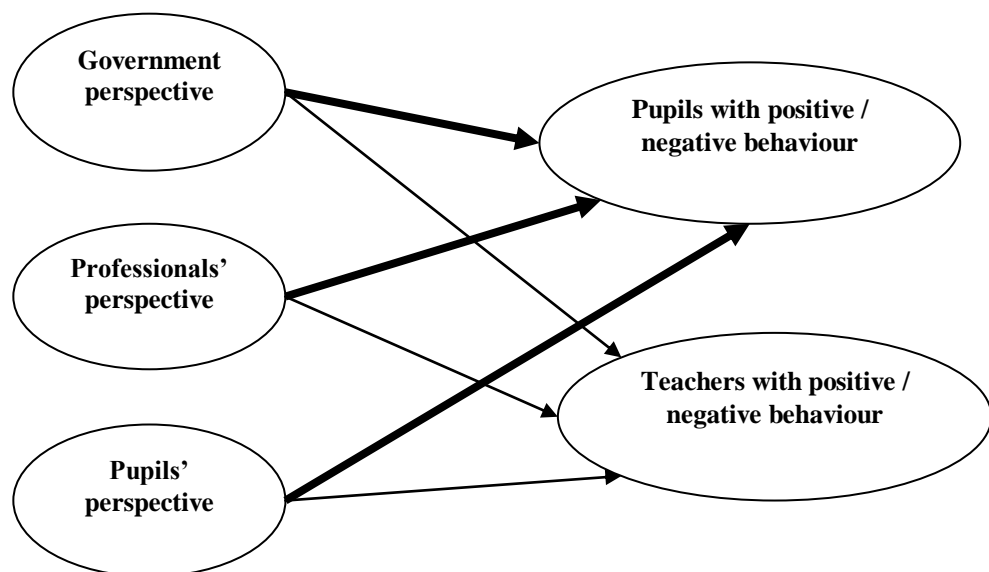 Government
perspective
Pupils with positive /
negative behaviour
Professionals’
perspective
Teachers with positive /
negative behaviour
Pupils’
perspective